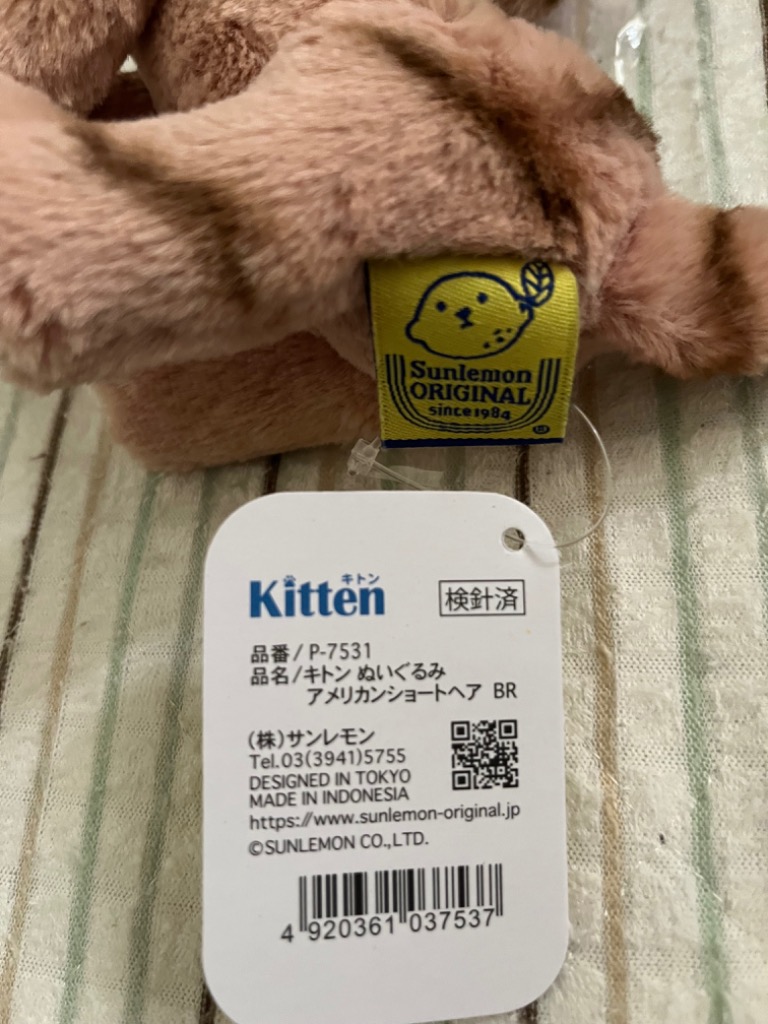 Sunlemon
ORIGINAL
since1984
キトン
Kitten
検針済
品番/P-7531
品名/キトン ぬいぐるみ
アメリカンショートヘア BR
(株)サンレモン
Tel.03(3941)5755
DESIGNED IN TOKYO
MADE IN INDONESIA
https://www.sunlemon-original.jp
©SUNLEMON CO.,LTD.
4 920361 037537